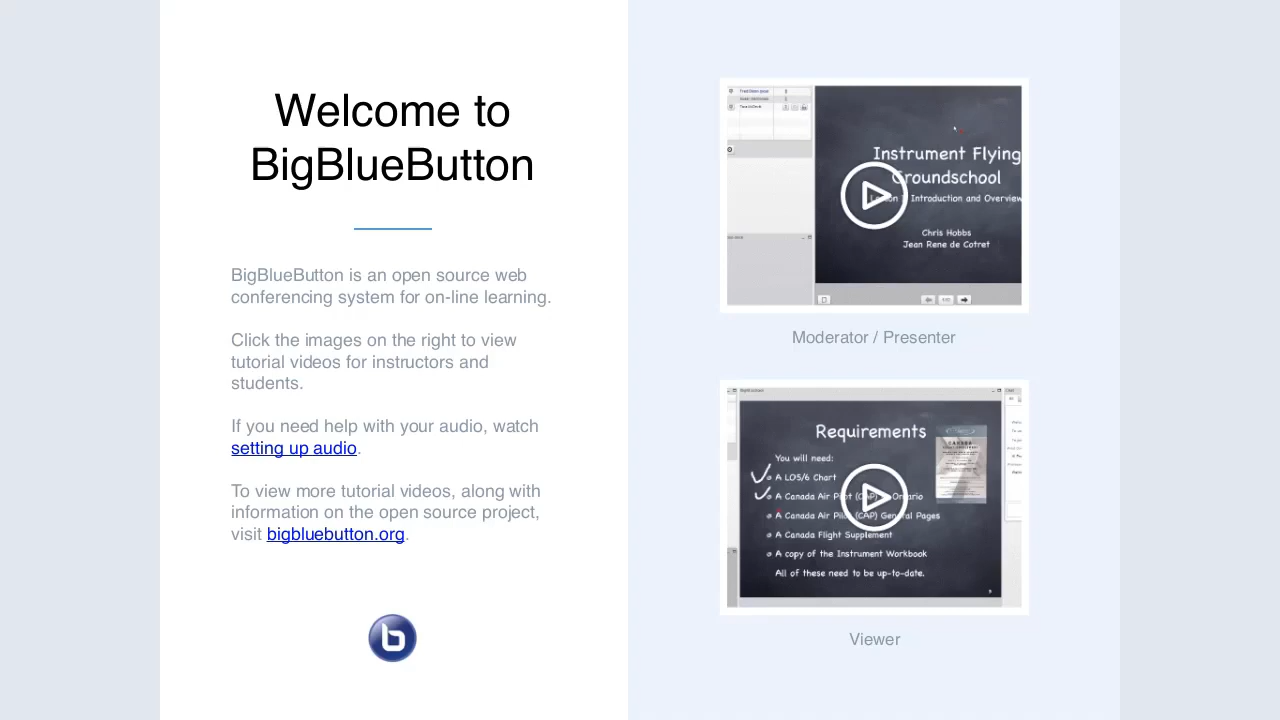 Welcome to
BigBlueButton
BigBlueButton is an open source web
conferencing system for on-line learning.
Click the images on the right to view
tutorial videos for instructors and
students.
If you need help with your audio, watch
setting up audio.
To view more tutorial videos, along with
information on the open source project,
visit bigbluebutton.org.
b
Instrument Flying
Groundschool
Introduction and Overview
Chris Hobbs
Jean Rene de Cotret
Moderator / Presenter
Requirements
You will need:
A LO5/6 Chart
A Canada Air Pilot (CAP) Ontario
A Canada Air Pilot (CAP) General Pages
A Canada Flight Supplement
A copy of the Instrument Workbook
All of these need to be up-to-date.
Viewer